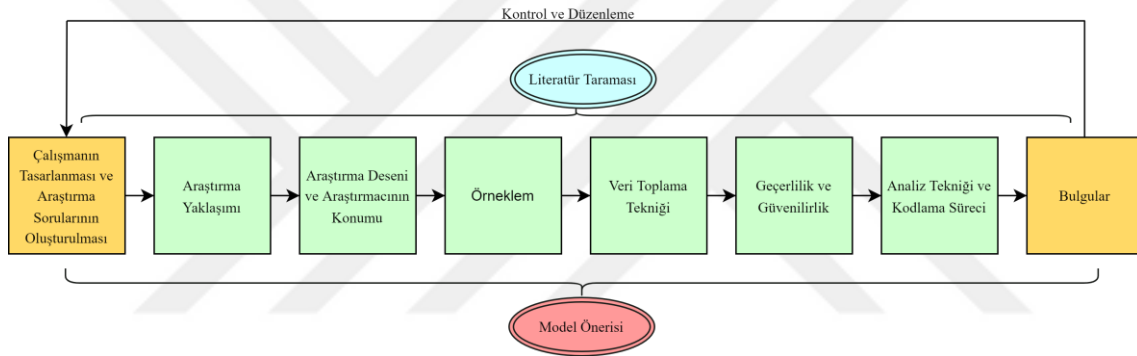 Kontrol ve Düzenleme
Literatür Taraması
Çalışmanın
Tasarlanması ve
Araştırma
Sorularının
Oluşturulması
Araştırma
Yaklaşımı
Araştırma Deseni
ve Araştırmacının
Konumu
Örneklem
Veri Toplama
Tekniği
Geçerlilik ve
Güvenilirlik
Analiz Tekniği ve
Kodlama Süreci
Bulgular
Model Önerisi